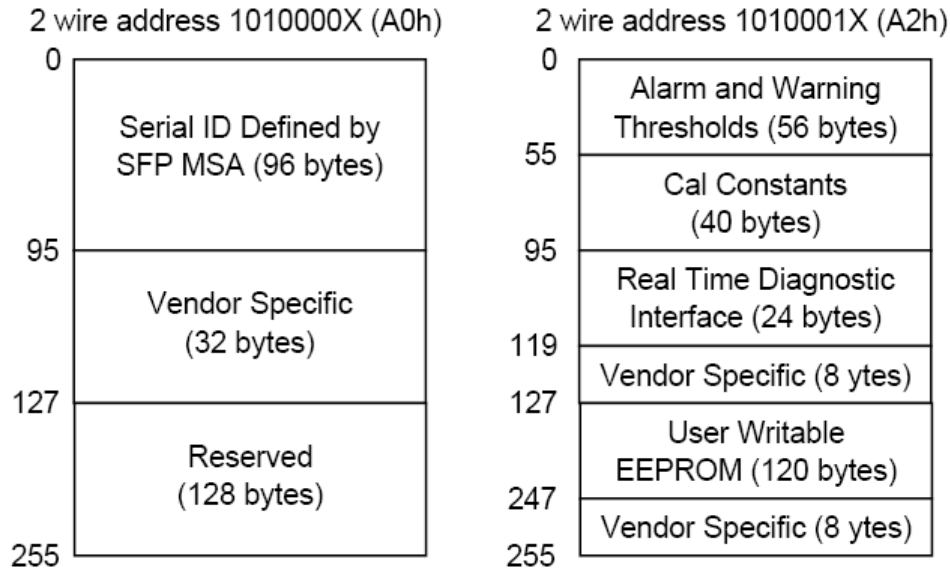 2 wire address 1010000X (A0h)
0
Serial ID Defined by
SFP MSA (96 bytes)
95
Vendor Specific
(32 bytes)
127
Reserved
(128 bytes)
255
2 wire address 1010001X (A2h)
0
Alarm and Warning
Thresholds (56 bytes)
55
Cal Constants
(40 bytes)
95
Real Time Diagnostic
Interface (24 bytes)
119
Vendor Specific (8 ytes)
127
User Writable
EEPROM (120 bytes)
247
Vendor Specific (8 ytes)
255